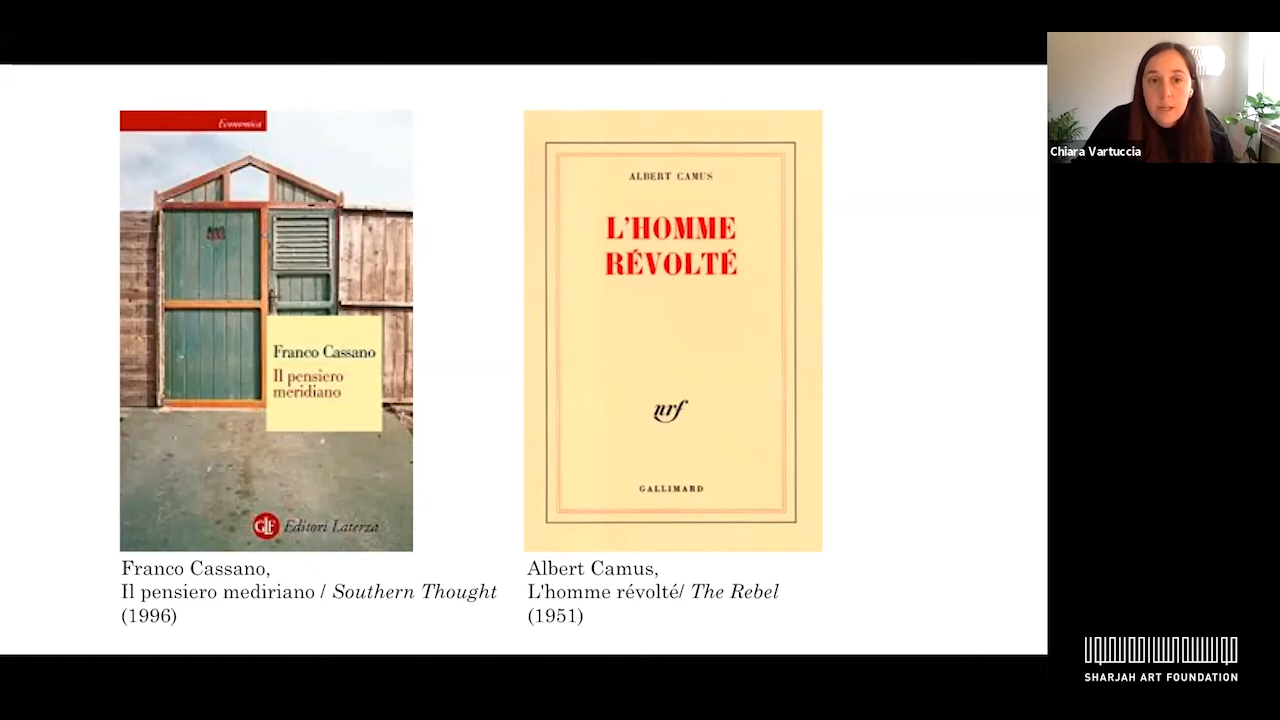 Economica
Franco Cassano
Il pensiero
meridiano
GLF Editori Laterza
ALBERT CAMUS
L'HOMME
RÉVOLTÉ
nrf
GALLIMARD
Franco Cassano,
Il pensiero mediriano / Southern Thought
(1996)
Albert Camus,
L'homme révolté/ The Rebel
(1951)
Chiara Vartuccia
SHARJAH ART FOUNDATION